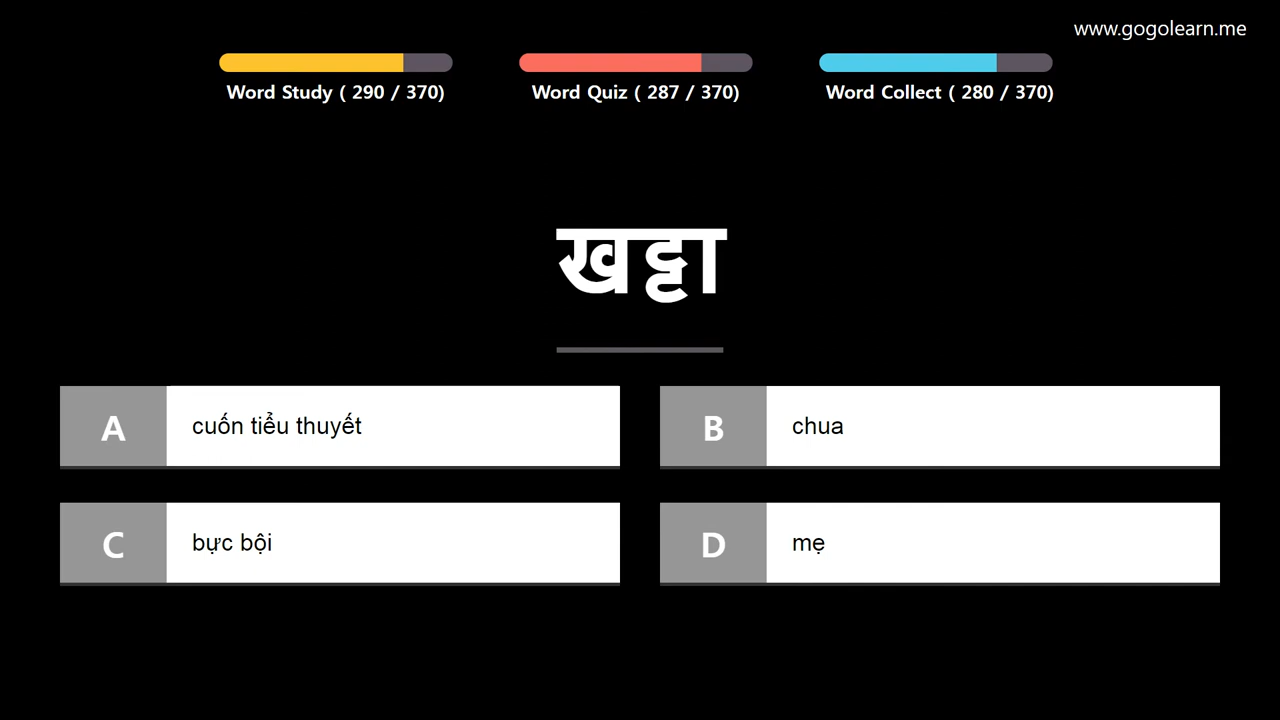 www.gogolearn.me
Word Study ( 290 / 370)
Word Quiz ( 287 / 370)
Word Collect ( 280 / 370)
खट्टा
A cuốn tiểu thuyết
B chua
C bực bội
D mẹ